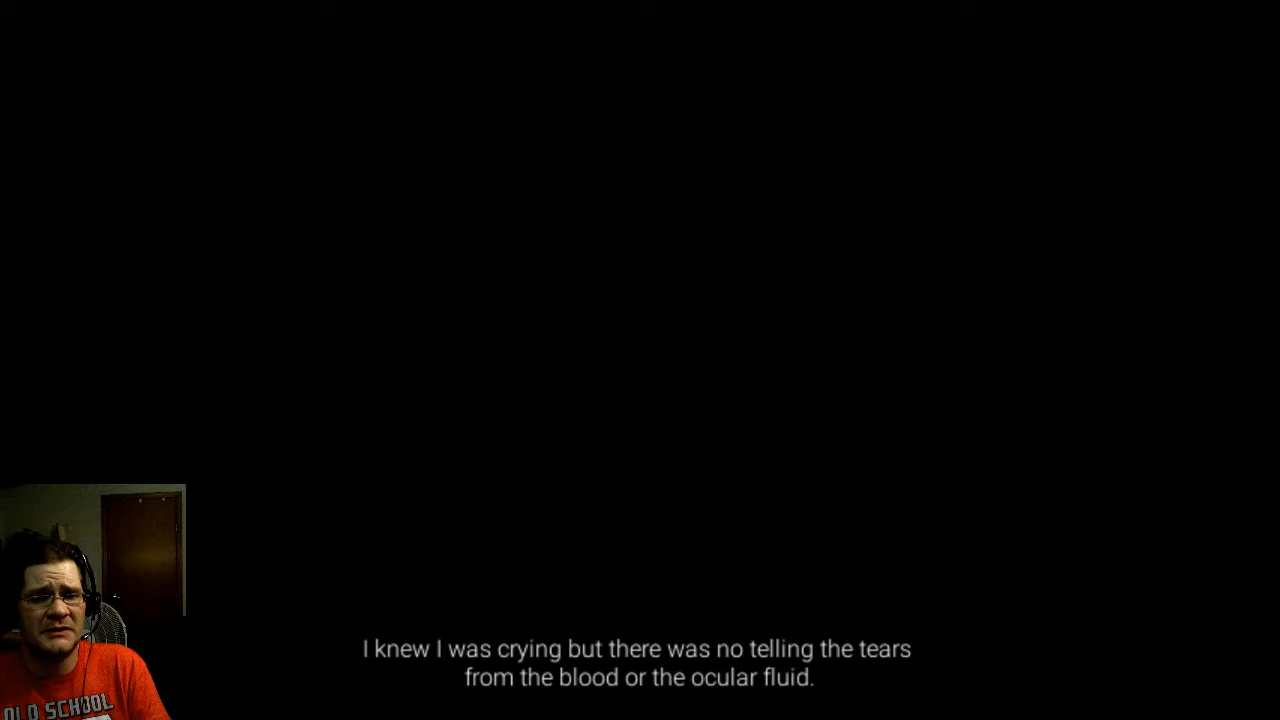 I knew I was crying but there was no telling the tears
from the blood or the ocular fluid.
OLD SCHOOL